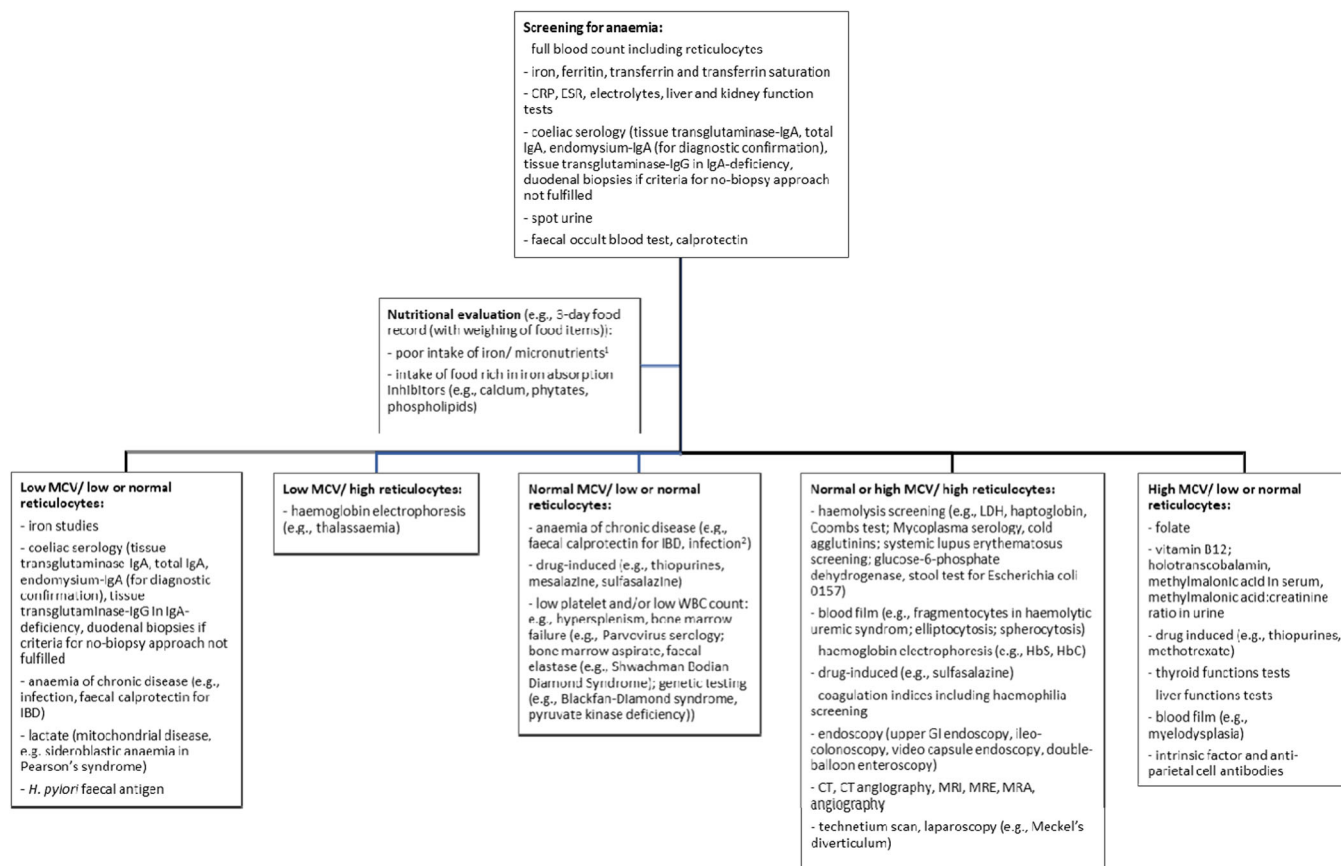 Screening for anaemia:
full blood count including reticulocytes
- iron, ferritin, transferrin and transferrin saturation
- CRP, ESR, electrolytes, liver and kidney function
tests
- coeliac serology (tissue transglutaminase-IgA, total
IgA, endomysium-IgA (for diagnostic confirmation),
tissue transglutaminase-IgG in IgA-deficiency,
duodenal biopsies if criteria for no-biopsy approach
not fulfilled
- spot urine
- faecal occult blood test, calprotectin
Nutritional evaluation (e.g., 3-day food
record (with weighing of food items)):
- poor intake of iron/ micronutrients¹
- intake of food rich in iron absorption
inhibitors (e.g., calcium, phytates,
phospholipids)
Low MCV/ low or normal
reticulocytes:
- iron studies
- coeliac serology (tissue
transglutaminase IgA, total IgA,
endomysium-IgA (for diagnostic
confirmation), tissue
transglutaminase-IgG in IgA-
deficiency, duodenal biopsies if
criteria for no-biopsy approach not
fulfilled
- anaemia of chronic disease (e.g.,
infection, faecal calprotectin for
IBD)
- lactate (mitochondrial disease,
e.g. sideroblastic anaemia in
Pearson's syndrome)
- H. pylori faecal antigen
Low MCV/ high reticulocytes:
- haemoglobin electrophoresis
(e.g., thalassaemia)
Normal MCV/ low or normal
reticulocytes:
- anaemia of chronic disease (e.g.,
faecal calprotectin for IBD, infection²)
- drug-induced (e.g., thiopurines,
mesalazine, sulfasalazine)
- low platelet and/or low WBC count:
e.g., hypersplenism, bone marrow
failure (e.g., Parvovirus serology;
bone marrow aspirate, faecal
elastase (e.g., Shwachman Bodian
Diamond Syndrome); genetic testing
(e.g., Blackfan-Diamond syndrome,
pyruvate kinase deficiency))
Normal or high MCV/ high reticulocytes:
- haemolysis screening (e.g., LDH, haptoglobin,
Coombs test; Mycoplasma serology, cold
agglutinins; systemic lupus erythematosus
screening; glucose-6-phosphate
dehydrogenase, stool test for Escherichia coli
0157)
- blood film (e.g., fragmentocytes in haemolytic
uremic syndrom; elliptocytosis; spherocytosis)
haemoglobin electrophoresis (e.g., HbS, HbC)
- drug-induced (e.g., sulfasalazine)
coagulation indices including haemophilia
screening
- endoscopy (upper GI endoscopy, ileo-
colonoscopy, video capsule endoscopy, double-
balloon enteroscopy)
- CT, CT angiography, MRI, MRE, MRA,
angiography
- technetium scan, laparoscopy (e.g., Meckel's
diverticulum)
High MCV/ low or normal
reticulocytes:
- folate
- vitamin B12;
holotranscobalamin,
methylmalonic acid in serum,
methylmalonic acid:creatinine
ratio in urine
- drug induced (e.g., thiopurines,
methotrexate)
- thyroid functions tests
liver functions tests
- blood film (e.g.,
myelodysplasia)
- intrinsic factor and anti-
parietal cell antibodies